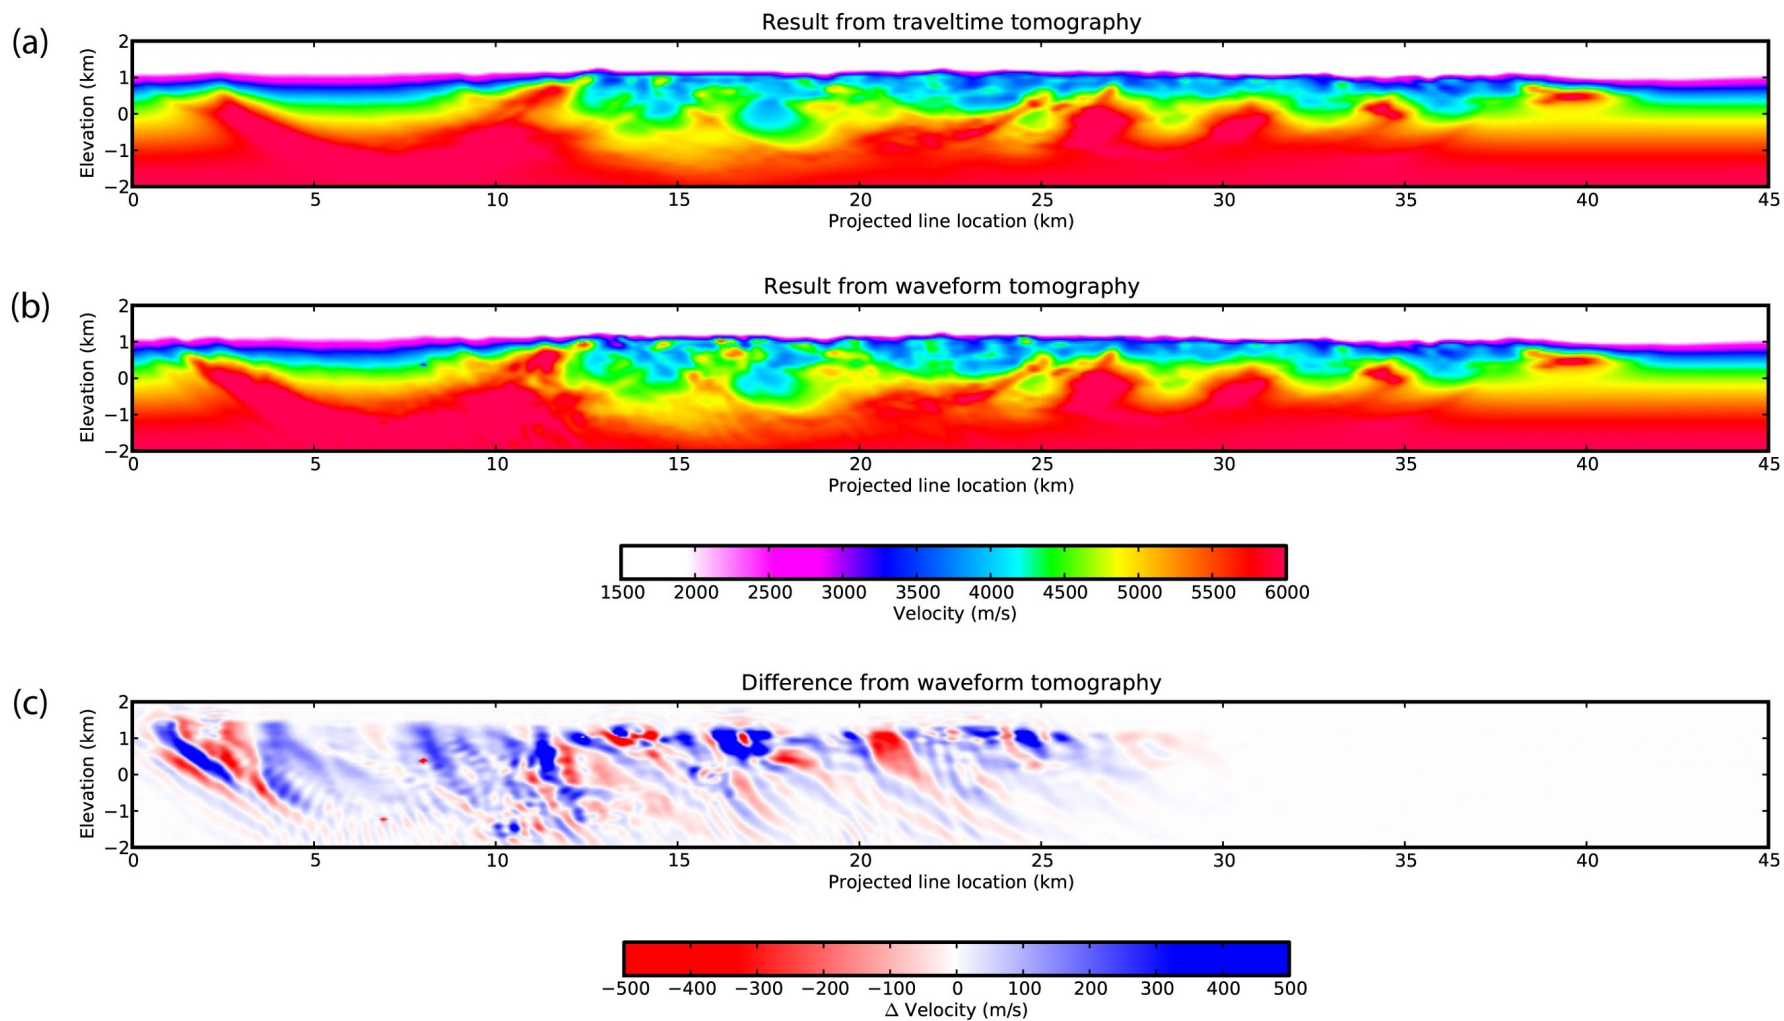 (a)
Result from traveltime tomography
Elevation (km)
2
1
0
−1
−2
0 5 10 15 20 25 30 35 40 45
Projected line location (km)
(b)
Result from waveform tomography
Elevation (km)
2
1
0
−1
−2
0 5 10 15 20 25 30 35 40 45
Projected line location (km)
1500 2000 2500 3000 3500 4000 4500 5000 5500 6000
Velocity (m/s)
(c)
Difference from waveform tomography
Elevation (km)
2
1
0
−1
−2
0 5 10 15 20 25 30 35 40 45
Projected line location (km)
−500 −400 −300 −200 −100 0 100 200 300 400 500
Δ Velocity (m/s)